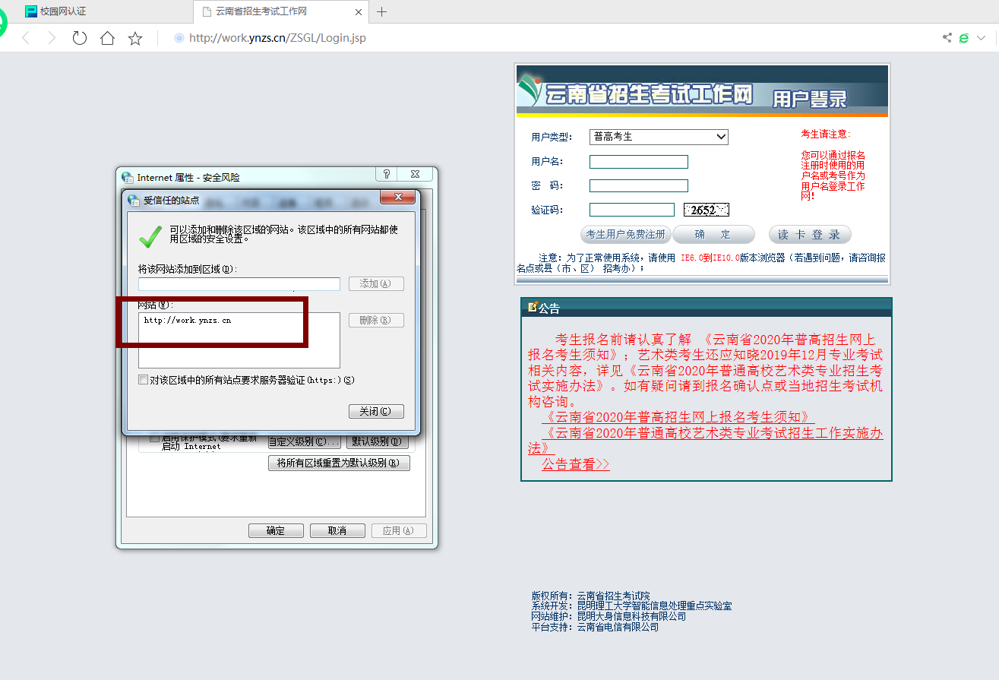 校园网认证
云南省招生考试工作网
http://work.ynzs.cn/ZSGL/Login.jsp
云南省招生考试工作网 用户登录
用户类型: 普高考生
用户名:
密 码:
验证码: 2652
考生用户免费注册 确 定 读 卡 登 录
考生请注意:
您可以通过报名
注册时使用的用
户名或考号作为
用户名登录工作
网!
注意: 为了正常使用系统, 请使用 IE6.0到IE10.0版本浏览器 (若遇到问题, 请咨询报
名点或县 (市、区) 招考办) ;
Internet 属性 - 安全风险
受信任的站点
可以添加和删除该区域的网站。该区域中的所有网站都使
用区域的安全设置。
将该网站添加到区域(D):
添加(A)
网站(W):
http://work.ynzs.cn
删除(R)
对该区域中的所有站点要求服务器验证(https:)(S)
关闭(C)
启用保护模式(要求重新
启动 Internet
自定义级别(C)... 默认级别(D)
将所有区域重置为默认级别(R)
确定 取消 应用(A)
公告
考生报名前请认真了解 《云南省2020年普高招生网上
报名考生须知》; 艺术类考生还应知晓2019年12月专业考试
相关内容, 详见《云南省2020年普通高校艺术类专业招生考
试实施办法》。如有疑问请到报名确认点或当地招生考试机
构咨询。
《云南省2020年普高招生网上报名考生须知》
《云南省2020年普通高校艺术类专业考试招生工作实施办
法》
公告查看>>
版权所有: 云南省招生考试院
系统开发: 昆明理工大学智能信息处理重点实验室
网站维护: 昆明大身信息科技有限公司
平台支持: 云南省电信有限公司